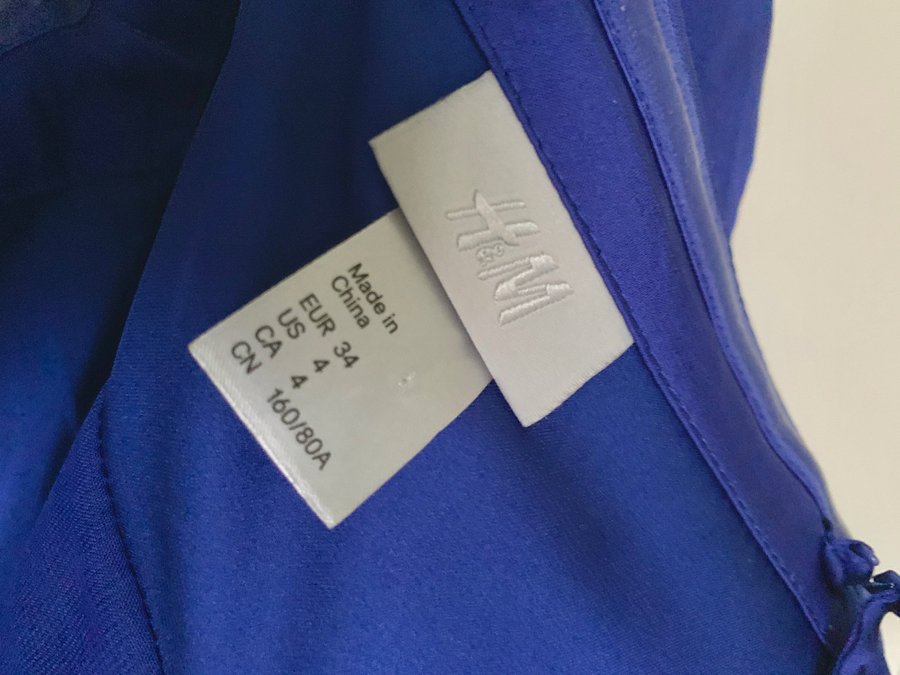 H&M
Made in
China
EUR 34
US 4
CA 4
CN 160/80A